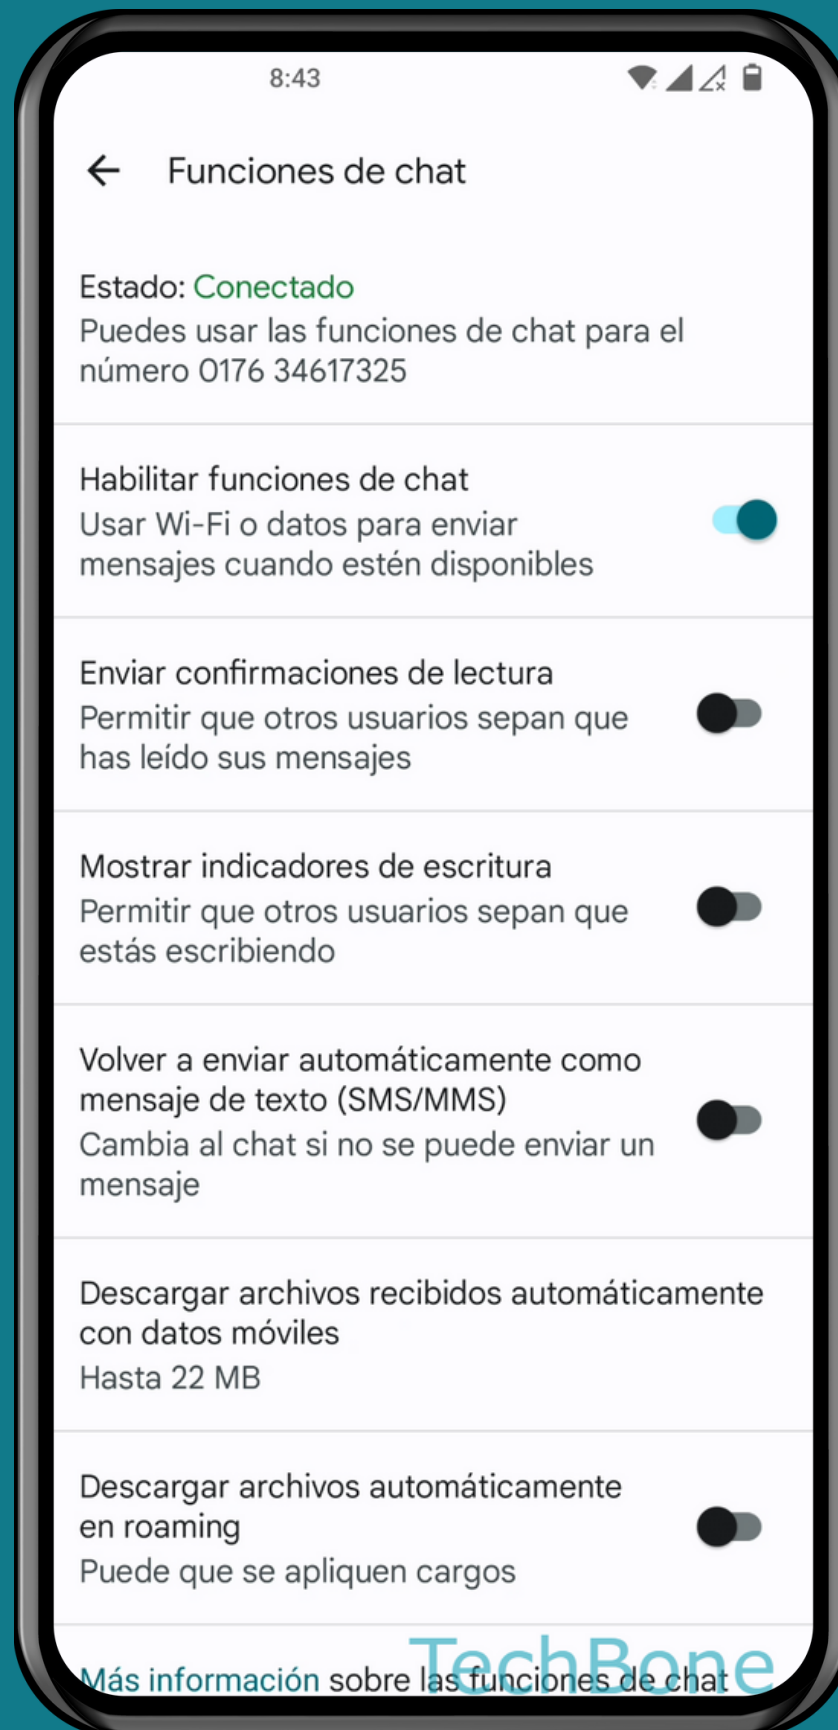 8:43
Funciones de chat
Estado: Conectado
Puedes usar las funciones de chat para el
número 0176 34617325
Habilitar funciones de chat
Usar Wi-Fi o datos para enviar
mensajes cuando estén disponibles
Enviar confirmaciones de lectura
Permitir que otros usuarios sepan que
has leído sus mensajes
Mostrar indicadores de escritura
Permitir que otros usuarios sepan que
estás escribiendo
Volver a enviar automáticamente como
mensaje de texto (SMS/MMS)
Cambia al chat si no se puede enviar un
mensaje
Descargar archivos recibidos automáticamente
con datos móviles
Hasta 22 MB
Descargar archivos automáticamente
en roaming
Puede que se apliquen cargos
Más información sobre las funciones de chat
TechBone